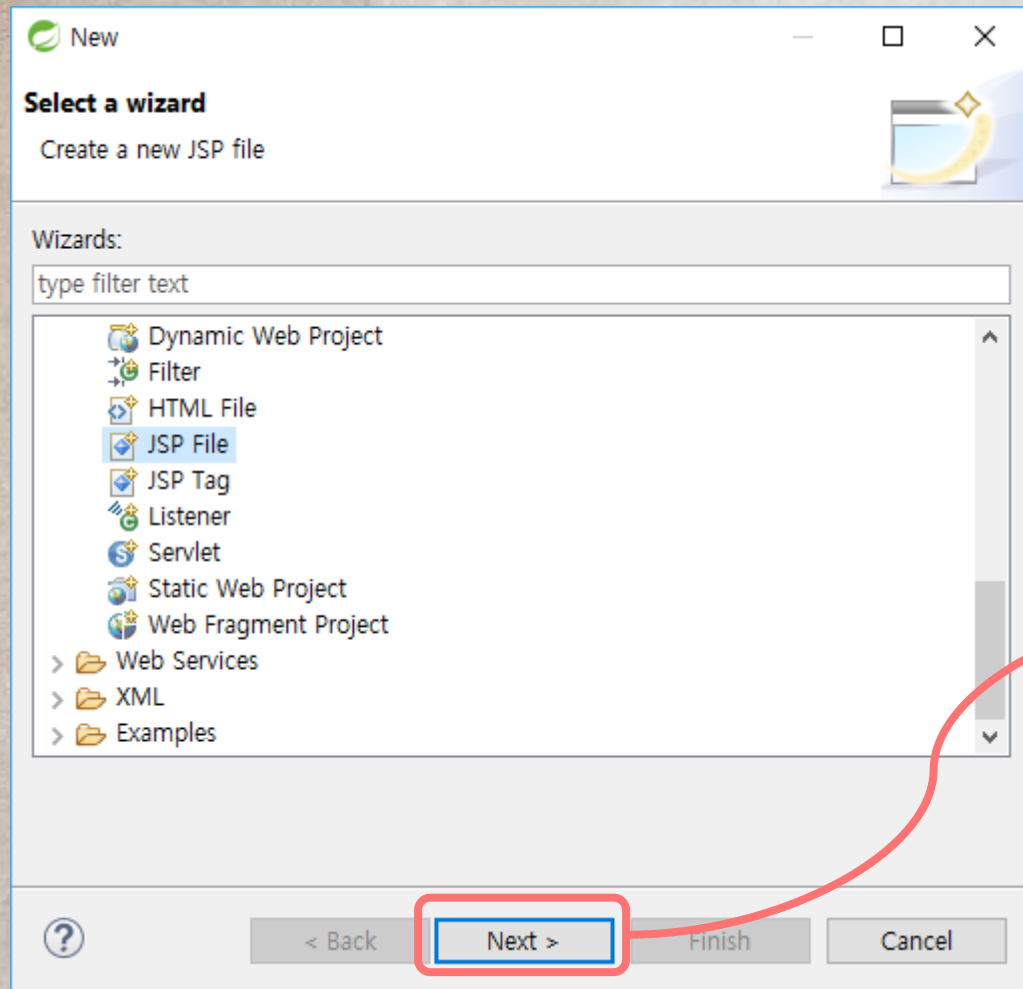 New
Select a wizard
Create a new JSP file
Wizards:
type filter text
Dynamic Web Project
Filter
HTML File
JSP File
JSP Tag
Listener
Servlet
Static Web Project
Web Fragment Project
Web Services
XML
Examples
? < Back Next > Finish Cancel